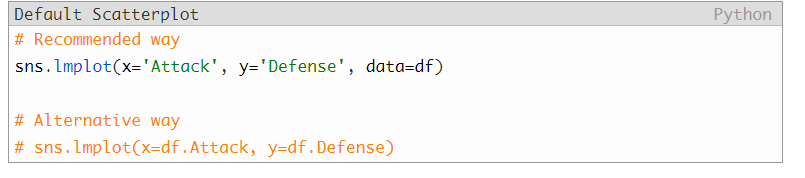 Default Scatterplot Python
# Recommended way
sns.lmplot(x='Attack', y='Defense', data=df)
# Alternative way
# sns.lmplot(x=df.Attack, y=df.Defense)